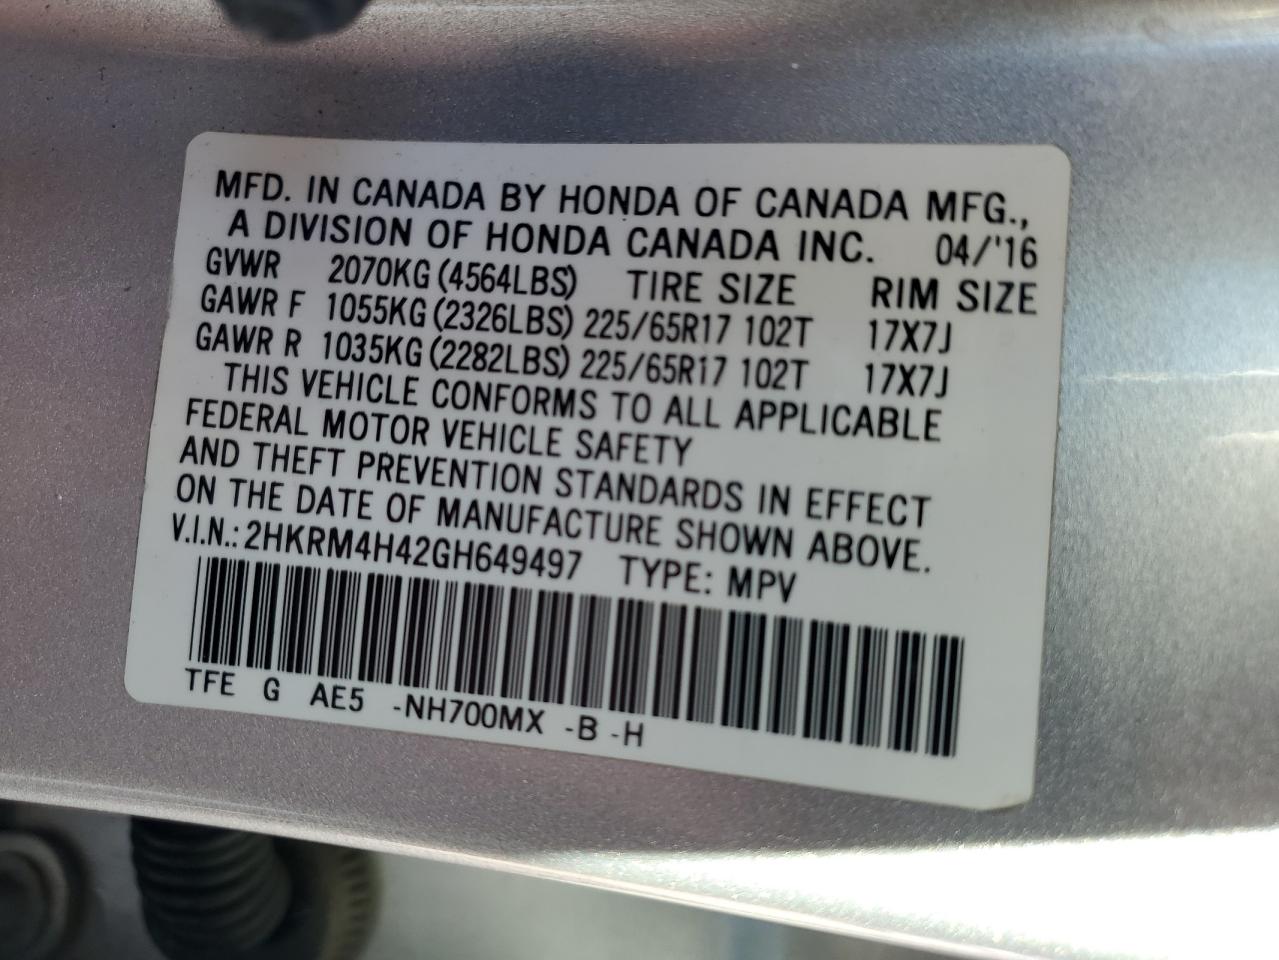 MFD. IN CANADA BY HONDA OF CANADA MFG.,
A DIVISION OF HONDA CANADA INC. 04/'16
GVWR 2070KG (4564LBS) TIRE SIZE RIM SIZE
GAWR F 1055KG (2326LBS) 225/65R17 102T 17X7J
GAWR R 1035KG (2282LBS) 225/65R17 102T 17X7J
THIS VEHICLE CONFORMS TO ALL APPLICABLE
FEDERAL MOTOR VEHICLE SAFETY
AND THEFT PREVENTION STANDARDS IN EFFECT
ON THE DATE OF MANUFACTURE SHOWN ABOVE.
V.I.N.: 2HKRM4H42GH649497 TYPE: MPV
TFE G AE5 -NH700MX -B -H